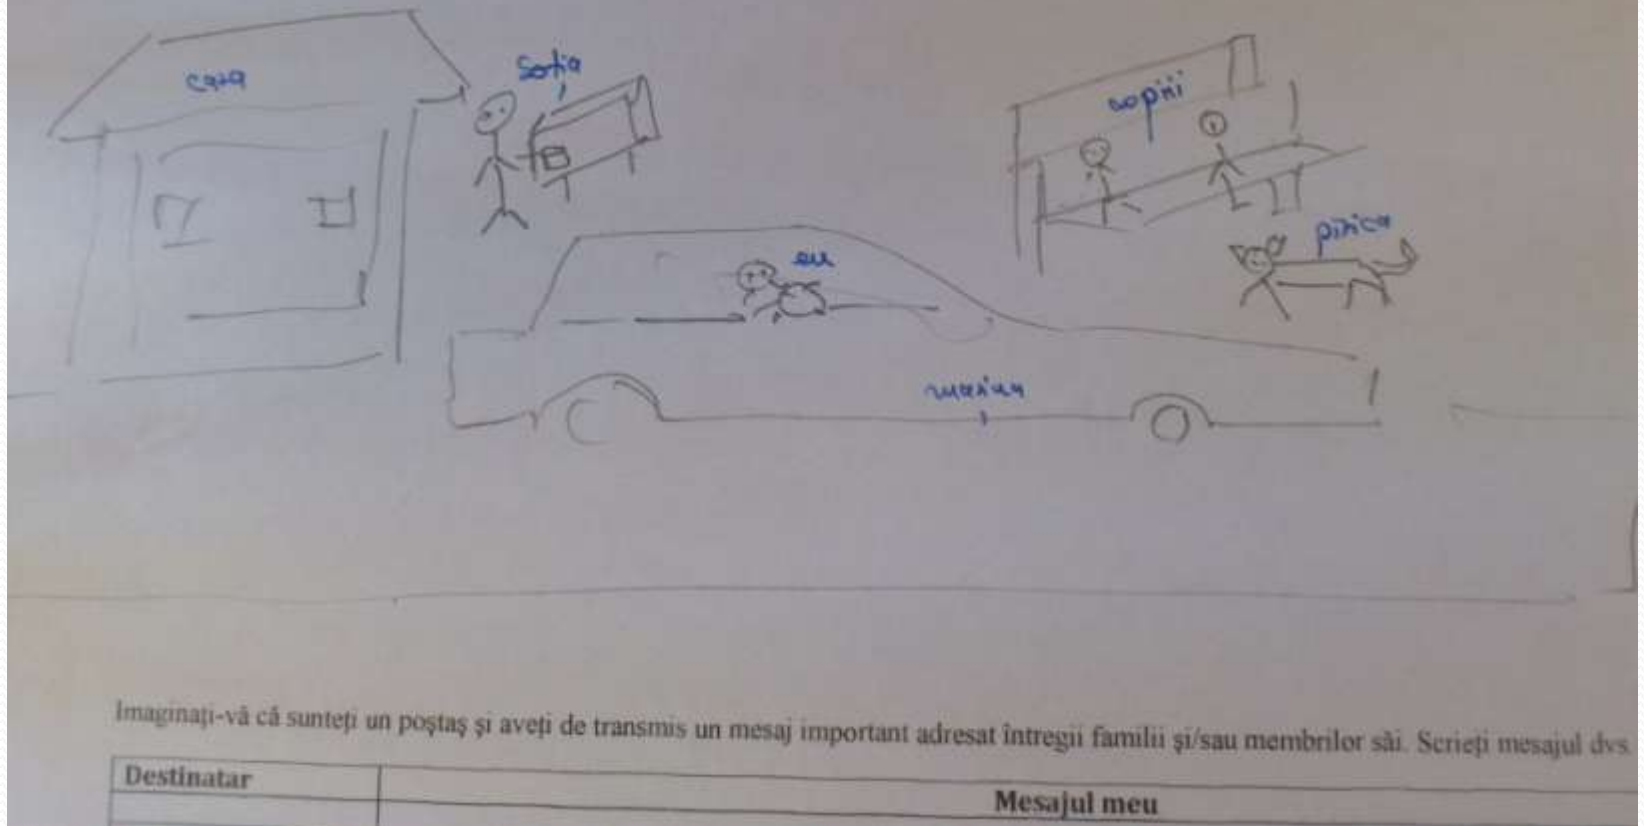 casa
Soția
copiii
pisica
eu
mașina
Imaginați-vă că sunteți un poștaș și aveți de transmis un mesaj important adresat întregii familii și/sau membrilor săi. Scrieți mesajul dvs
Destinatar
Mesajul meu